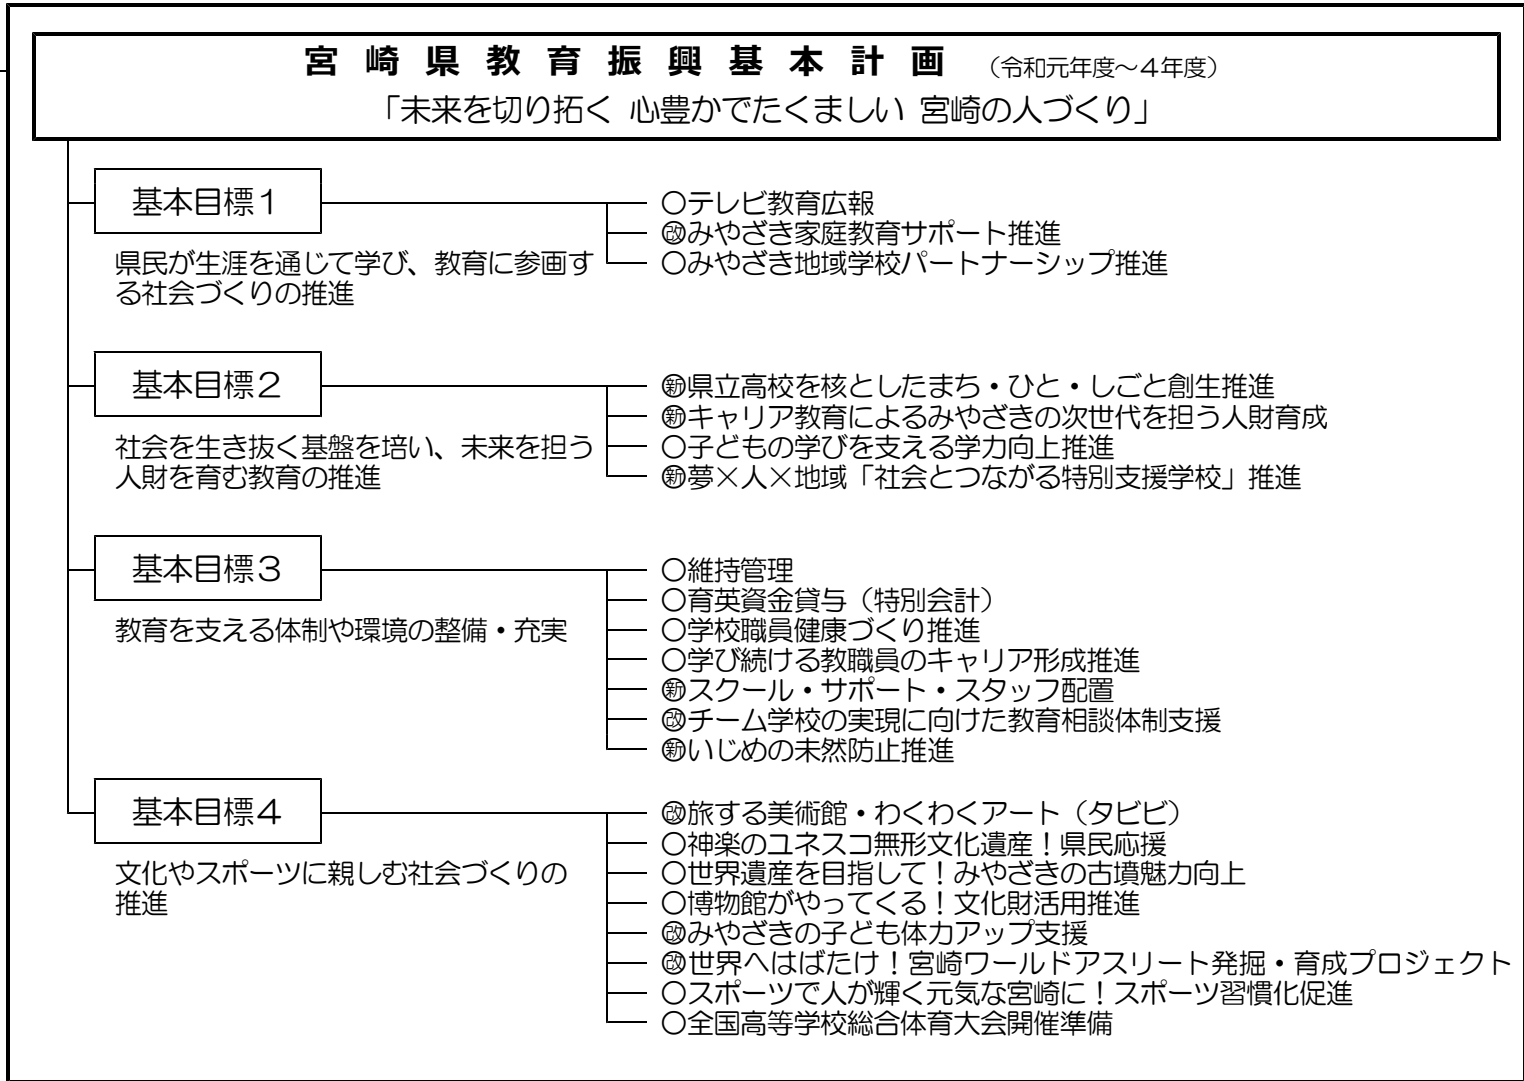 宮崎県教育振興基本計画 （令和元年度～４年度）
「未来を切り拓く 心豊かでたくましい 宮崎の人づくり」
基本目標１
県民が生涯を通じて学び、教育に参画す
る社会づくりの推進
○テレビ教育広報
㊢みやざき家庭教育サポート推進
○みやざき地域学校パートナーシップ推進
基本目標２
社会を生き抜く基盤を培い、未来を担う
人財を育む教育の推進
新県立高校を核としたまち・ひと・しごと創生推進
新キャリア教育によるみやざきの次世代を担う人財育成
○子どもの学びを支える学力向上推進
新夢×人×地域「社会とつながる特別支援学校」推進
基本目標３
教育を支える体制や環境の整備・充実
○維持管理
○育英資金貸与（特別会計）
○学校職員健康づくり推進
○学び続ける教職員のキャリア形成推進
新スクール・サポート・スタッフ配置
改チーム学校の実現に向けた教育相談体制支援
新いじめの未然防止推進
基本目標４
文化やスポーツに親しむ社会づくりの
推進
改旅する美術館・わくわくアート（タビビ）
○神楽のユネスコ無形文化遺産！県民応援
○世界遺産を目指して！みやざきの古墳魅力向上
○博物館がやってくる！文化財活用推進
改みやざきの子ども体力アップ支援
改世界へはばたけ！宮崎ワールドアスリート発掘・育成プロジェクト
○スポーツで人が輝く元気な宮崎に！スポーツ習慣化促進
○全国高等学校総合体育大会開催準備